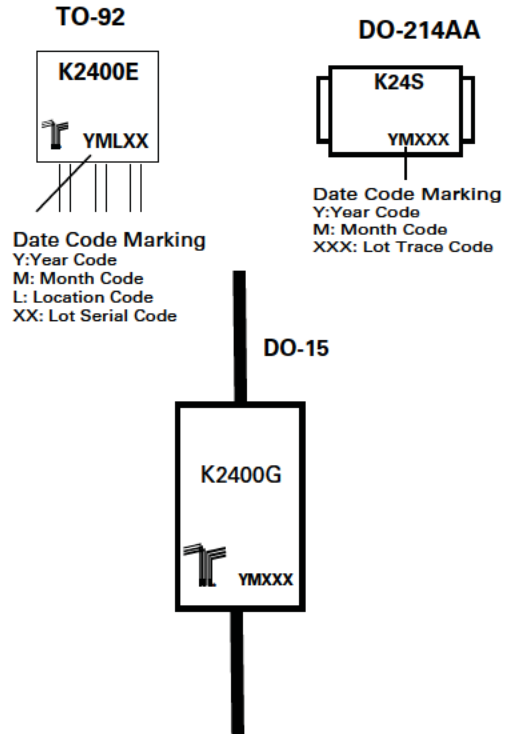 TO-92
K2400E
YMLXX
Date Code Marking
Y:Year Code
M: Month Code
L: Location Code
XX: Lot Serial Code
DO-214AA
K24S
YMXXX
Date Code Marking
Y:Year Code
M: Month Code
XXX: Lot Trace Code
DO-15
K2400G
YMXXX